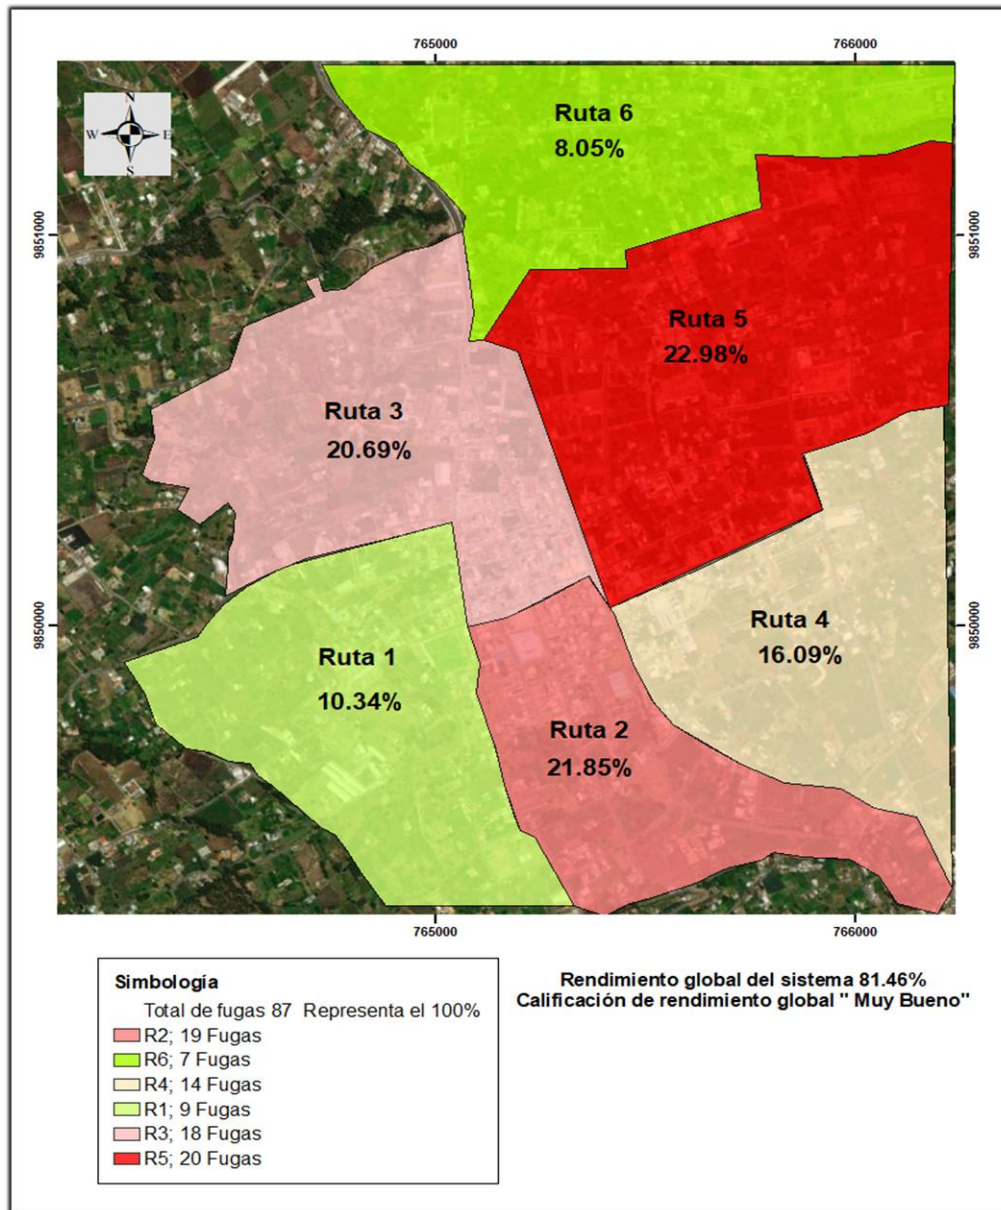 765000
766000
N
W
E
S
Ruta 6
8.05%
9851000
9851000
Ruta 5
22.98%
Ruta 3
20.69%
9850000
9850000
Ruta 4
16.09%
Ruta 1
10.34%
Ruta 2
21.85%
765000
766000
Simbología
Total de fugas 87 Representa el 100%
R2; 19 Fugas
R6; 7 Fugas
R4; 14 Fugas
R1; 9 Fugas
R3; 18 Fugas
R5; 20 Fugas
Rendimiento global del sistema 81.46%
Calificación de rendimiento global " Muy Bueno"